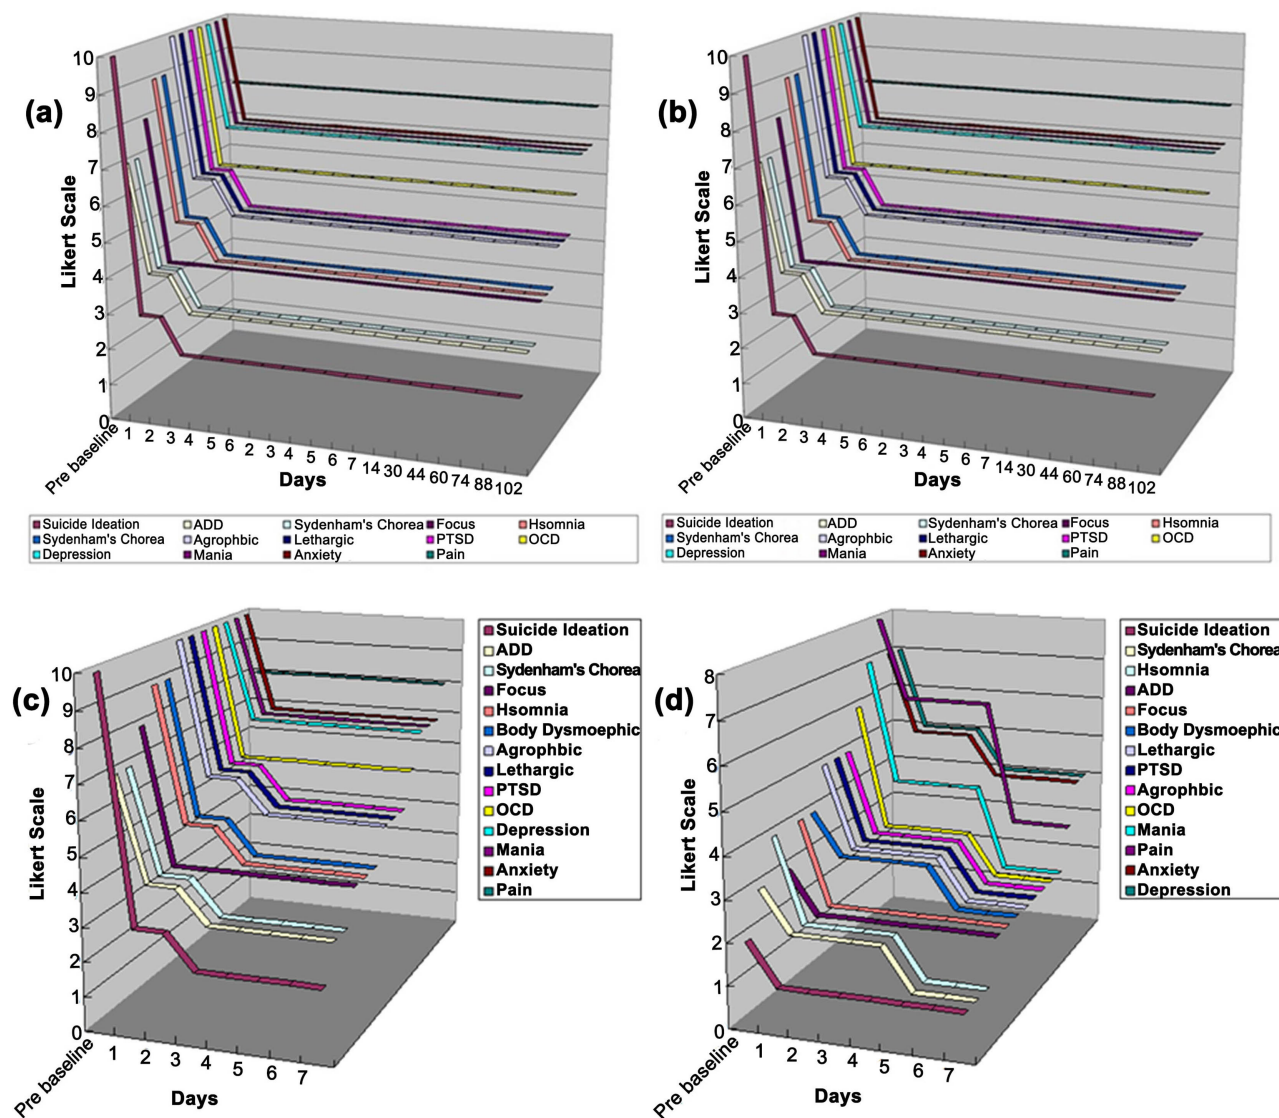 (a)
Likert Scale
10
9
8
7
6
5
4
3
2
1
0
Pre baseline 1 2 3 4 5 6 2 3 4 5 6 7 14 30 44 60 74 88 102
Days
Suicide Ideation ADD Sydenham's Chorea Focus Hsomnia
Sydenham's Chorea Agrophbic Lethargic PTSD OCD
Depression Mania Anxiety Pain
(b)
Likert Scale
10
9
8
7
6
5
4
3
2
1
0
Pre baseline 1 2 3 4 5 6 2 3 4 5 6 7 14 30 44 60 74 88 102
Days
Suicide Ideation ADD Sydenham's Chorea Focus Hsomnia
Sydenham's Chorea Agrophbic Lethargic PTSD OCD
Depression Mania Anxiety Pain
(c)
Likert Scale
10
9
8
7
6
5
4
3
2
1
0
Pre baseline 1 2 3 4 5 6 7
Days
Suicide Ideation
ADD
Sydenham's Chorea
Focus
Hsomnia
Body Dysmoephic
Agrophbic
Lethargic
PTSD
OCD
Depression
Mania
Anxiety
Pain
(d)
Likert Scale
8
7
6
5
4
3
2
1
0
Pre baseline 1 2 3 4 5 6 7
Days
Suicide Ideation
Sydenham's Chorea
Hsomnia
ADD
Focus
Body Dysmoephic
Lethargic
PTSD
Agrophbic
OCD
Mania
Pain
Anxiety
Depression